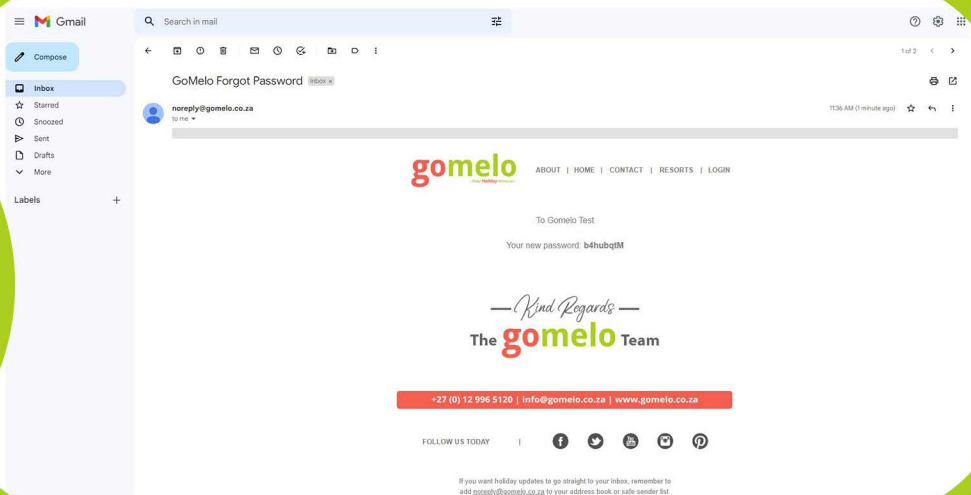 Gmail
Search in mail
Compose
1 of 2
Inbox
Starred
Snoozed
Sent
Drafts
More
Labels
GoMelo Forgot Password Inbox x
noreply@gomelo.co.za
to me
11:36 AM (1 minute ago)
gomelo
ABOUT | HOME | CONTACT | RESORTS | LOGIN
To Gomelo Test
Your new password: b4hubqtM
Kind Regards
The gomelo Team
+27 (0) 12 996 5120 | info@gomelo.co.za | www.gomelo.co.za
FOLLOW US TODAY |
If you want holiday updates to go straight to your inbox, remember to
add noreply@gomelo.co.za to your address book or safe sender list